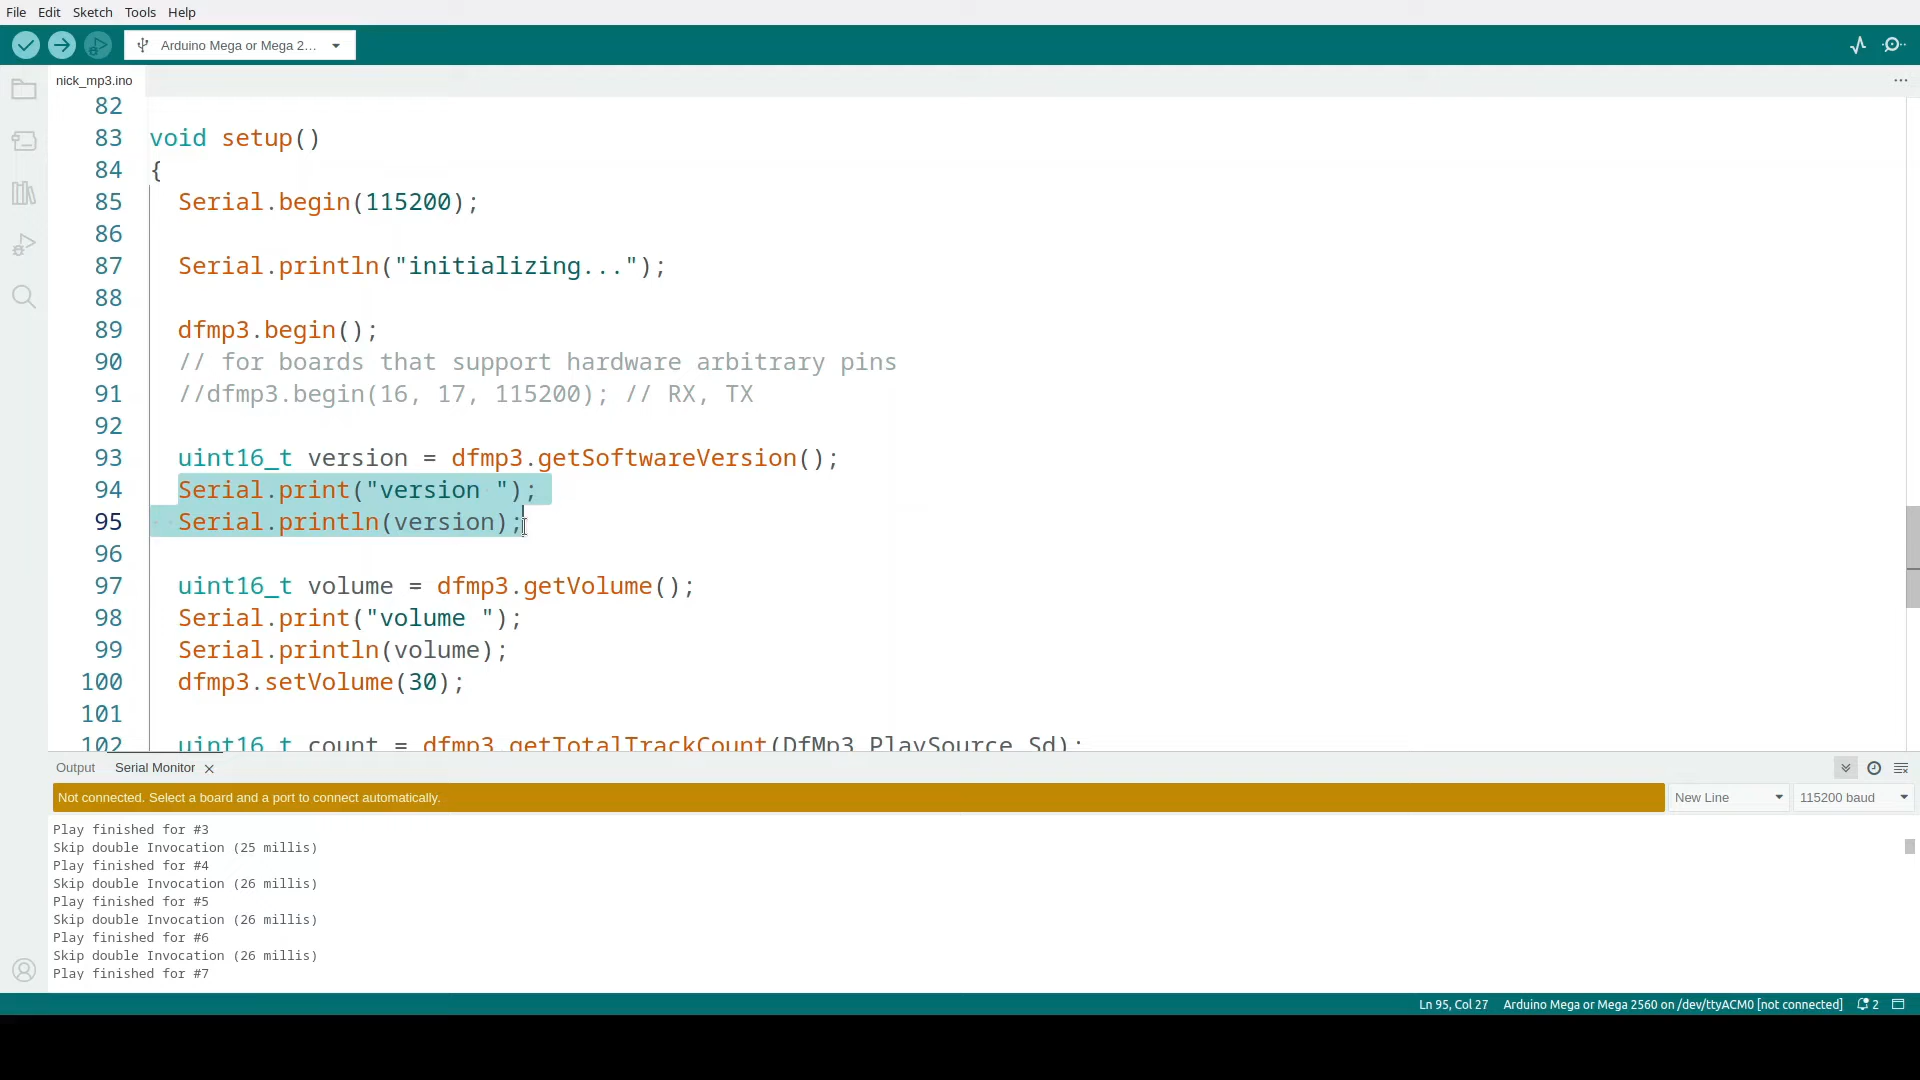 File Edit Sketch Tools Help
Arduino Mega or Mega 2...
nick_mp3.ino
82
83 void setup()
84 {
85 Serial.begin(115200);
86
87 Serial.println("initializing...");
88
89 dfmp3.begin();
90 // for boards that support hardware arbitrary pins
91 //dfmp3.begin(16, 17, 115200); // RX, TX
92
93 uint16_t version = dfmp3.getSoftwareVersion();
94 Serial.print("version ");
95 Serial.println(version);
96
97 uint16_t volume = dfmp3.getVolume();
98 Serial.print("volume ");
99 Serial.println(volume);
100 dfmp3.setVolume(30);
101
102 uint16_t count = dfmp3.getTotalTrackCount(DfMp3_PlaySource_Sd);
Output Serial Monitor
Not connected. Select a board and a port to connect automatically. New Line 115200 baud
Play finished for #3
Skip double Invocation (25 millis)
Play finished for #4
Skip double Invocation (26 millis)
Play finished for #5
Skip double Invocation (26 millis)
Play finished for #6
Skip double Invocation (26 millis)
Play finished for #7
Ln 95, Col 27 Arduino Mega or Mega 2560 on /dev/ttyACM0 [not connected] 2